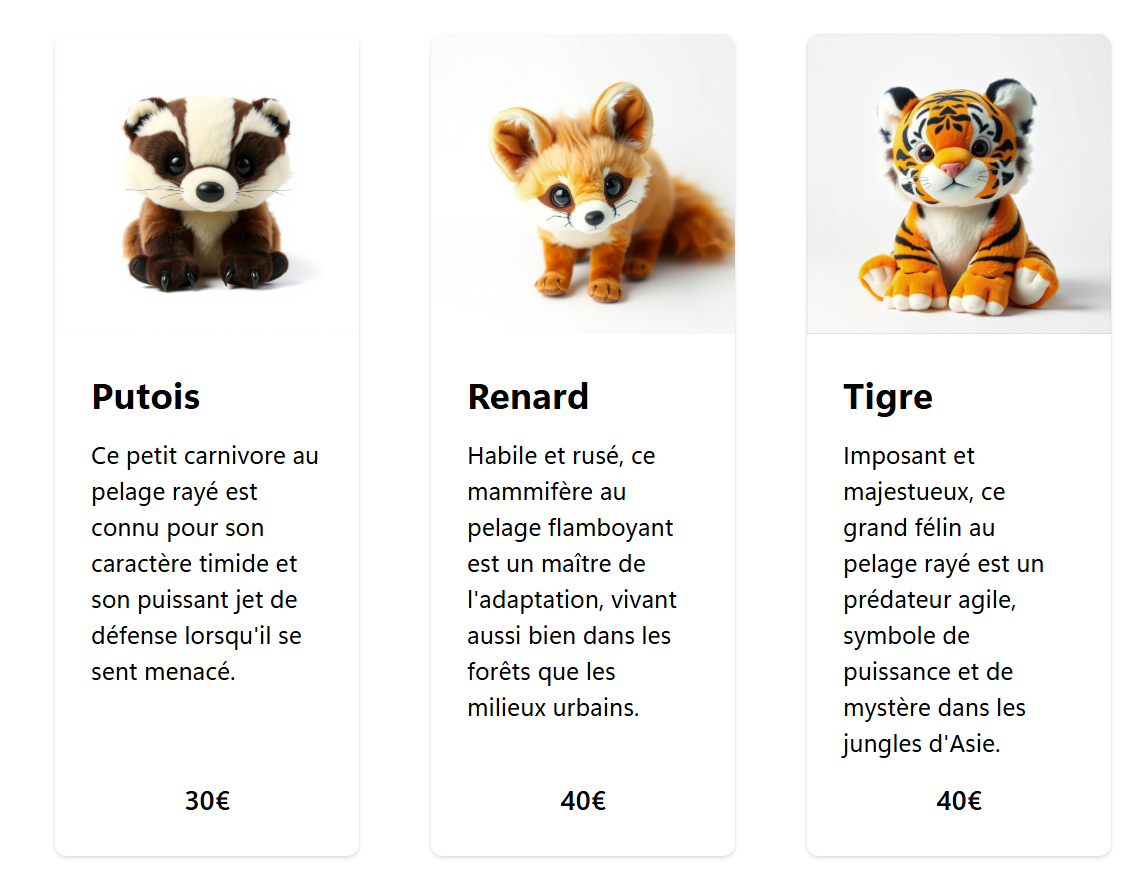 Putois
Ce petit carnivore au
pelage rayé est
connu pour son
caractère timide et
son puissant jet de
défense lorsqu'il se
sent menacé.
30€
Renard
Habile et rusé, ce
mammifère au
pelage flamboyant
est un maître de
l'adaptation, vivant
aussi bien dans les
forêts que les
milieux urbains.
40€
Tigre
Imposant et
majestueux, ce
grand félin au
pelage rayé est un
prédateur agile,
symbole de
puissance et de
mystère dans les
jungles d'Asie.
40€